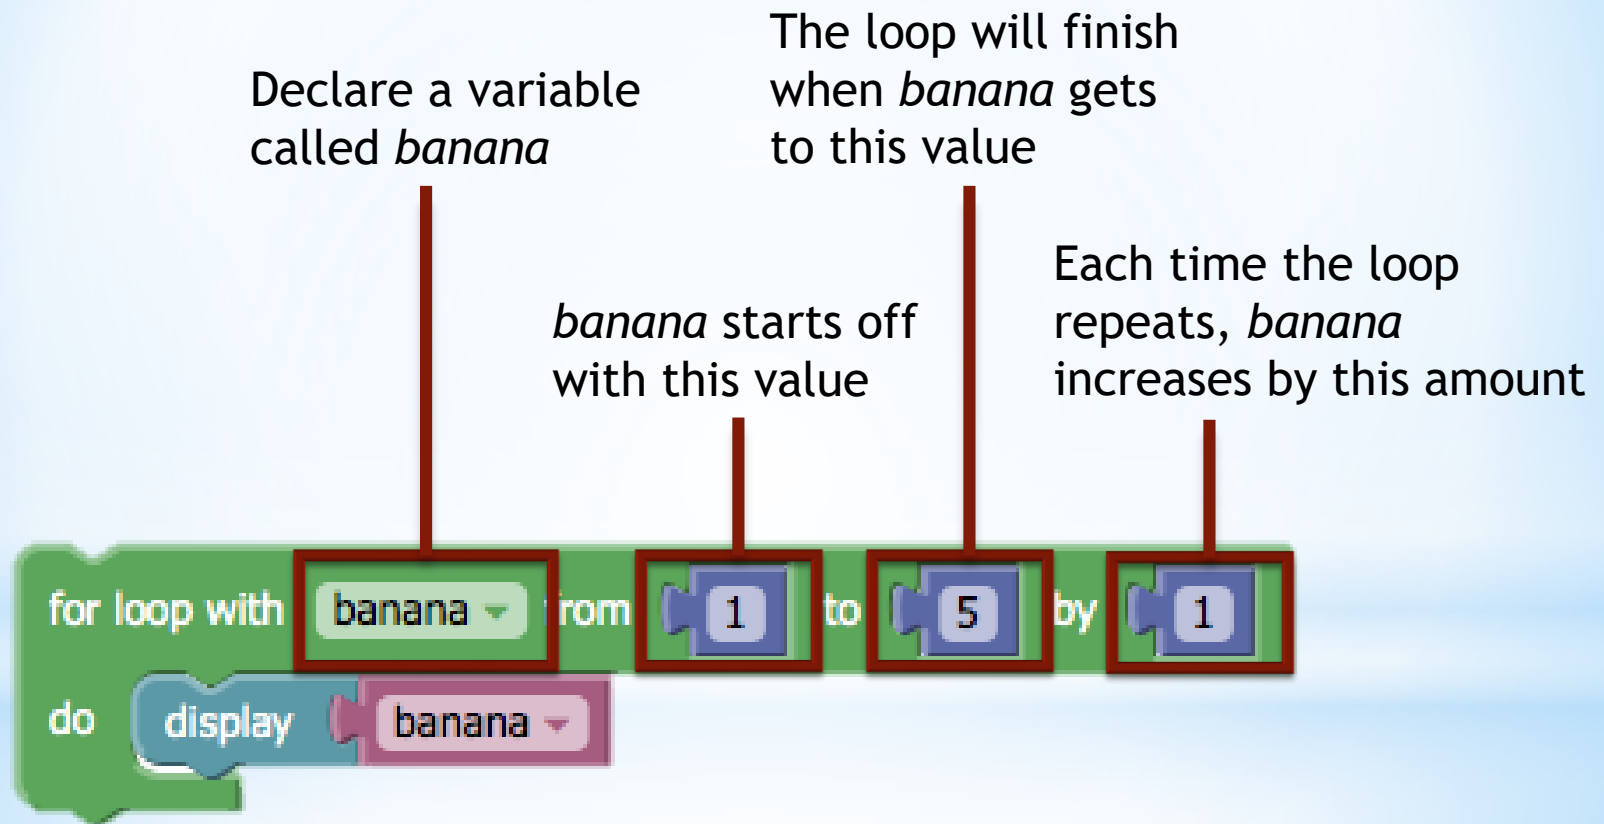 The loop will finish
when banana gets
to this value
Declare a variable
called banana
Each time the loop
repeats, banana
increases by this amount
banana starts off
with this value
for loop with banana from 1 to 5 by 1
do display banana